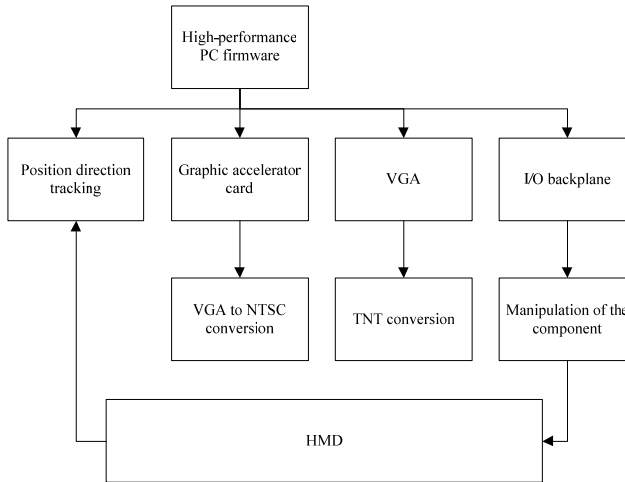 High-performance
PC firmware
Position direction
tracking
Graphic accelerator
card
VGA
I/O backplane
VGA to NTSC
conversion
TNT conversion
Manipulation of the
component
HMD